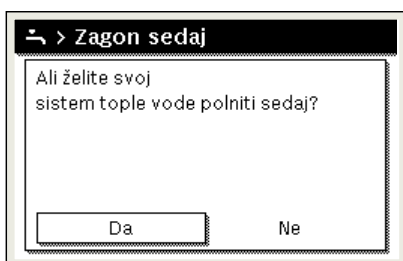 > Zagon sedaj
Ali želite svoj
sistem tople vode polniti sedaj?
Da
Ne